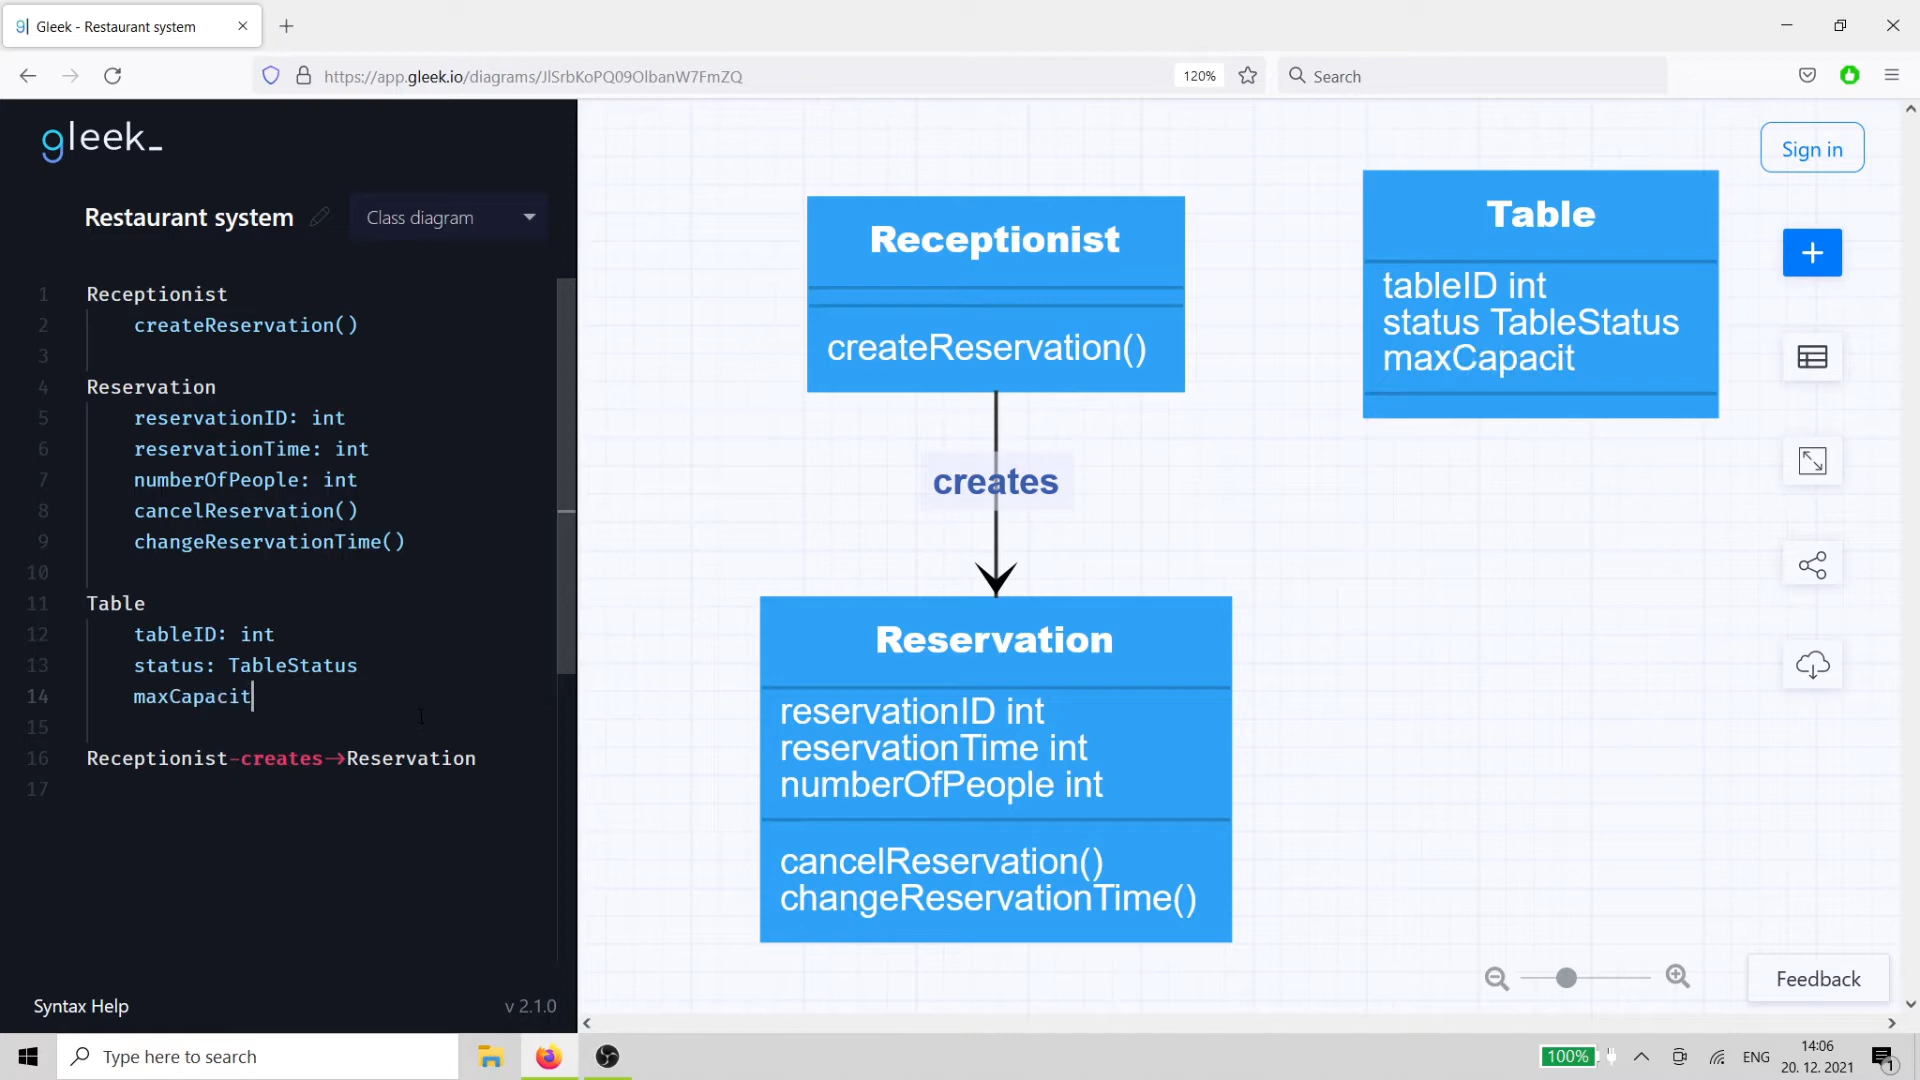 Gleek - Restaurant system
https://app.gleek.io/diagrams/JlSrbKoPQ09OlbanW7FmZQ
120%
Search
gleek_
Restaurant system
Class diagram
1 Receptionist
2 createReservation()
3
4 Reservation
5 reservationID: int
6 reservationTime: int
7 numberOfPeople: int
8 cancelReservation()
9 changeReservationTime()
10
11 Table
12 tableID: int
13 status: TableStatus
14 maxCapacit
15
16 Receptionist-creates->Reservation
17
Syntax Help
v 2.1.0
Receptionist
createReservation()
creates
Reservation
reservationID int
reservationTime int
numberOfPeople int
cancelReservation()
changeReservationTime()
Table
tableID int
status TableStatus
maxCapacit
Sign in
Feedback
Type here to search
100%
ENG
14:06
20. 12. 2021
1